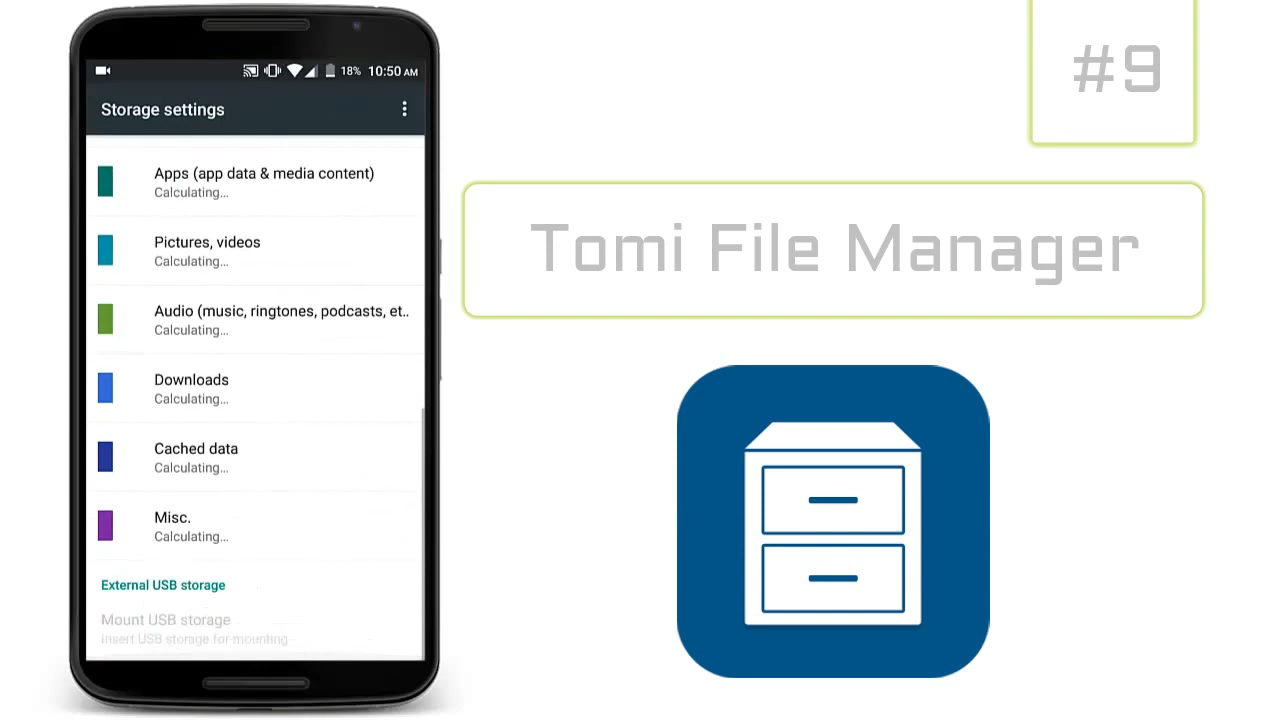 18% 10:50 AM
Storage settings
Apps (app data & media content)
Calculating...
Pictures, videos
Calculating...
Audio (music, ringtones, podcasts, et..
Calculating...
Downloads
Calculating...
Cached data
Calculating...
Misc.
Calculating...
External USB storage
Mount USB storage
Insert USB storage for mounting
#9
Tomi File Manager